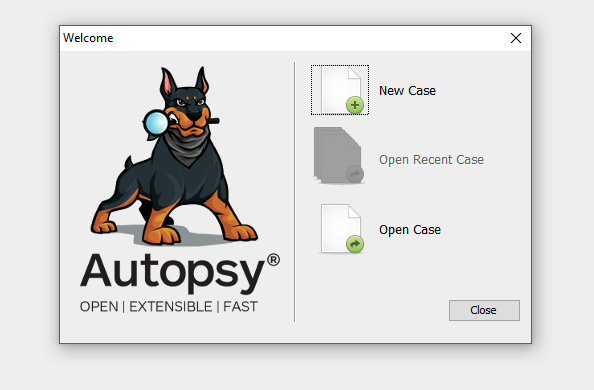 Welcome
New Case
Open Recent Case
Open Case
Autopsy®
OPEN | EXTENSIBLE | FAST
Close